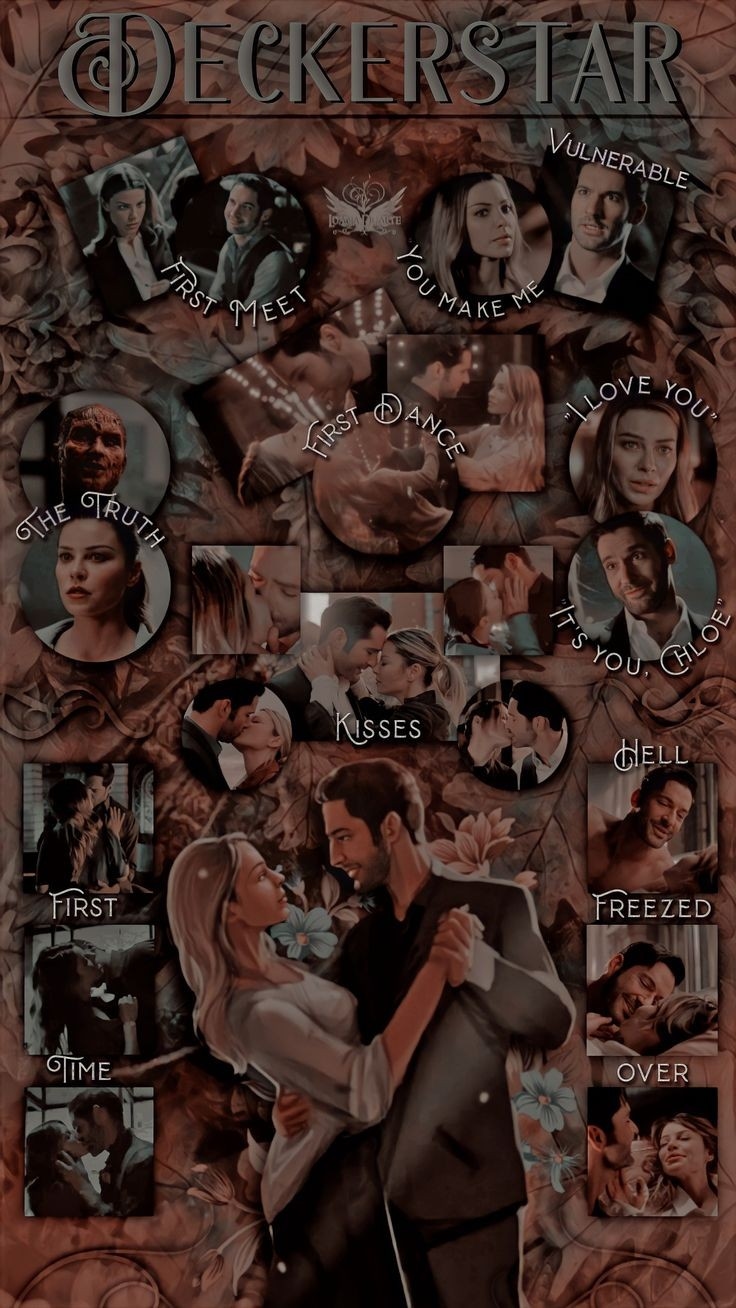 DECKERSTAR
VULNERABLE
FIRST MEET
YOU MAKE ME
FIRST DANCE
"I LOVE YOU"
THE TRUTH
"IT'S YOU, CHLOE"
KISSES
HELL
FIRST
FREEZED
TIME
OVER